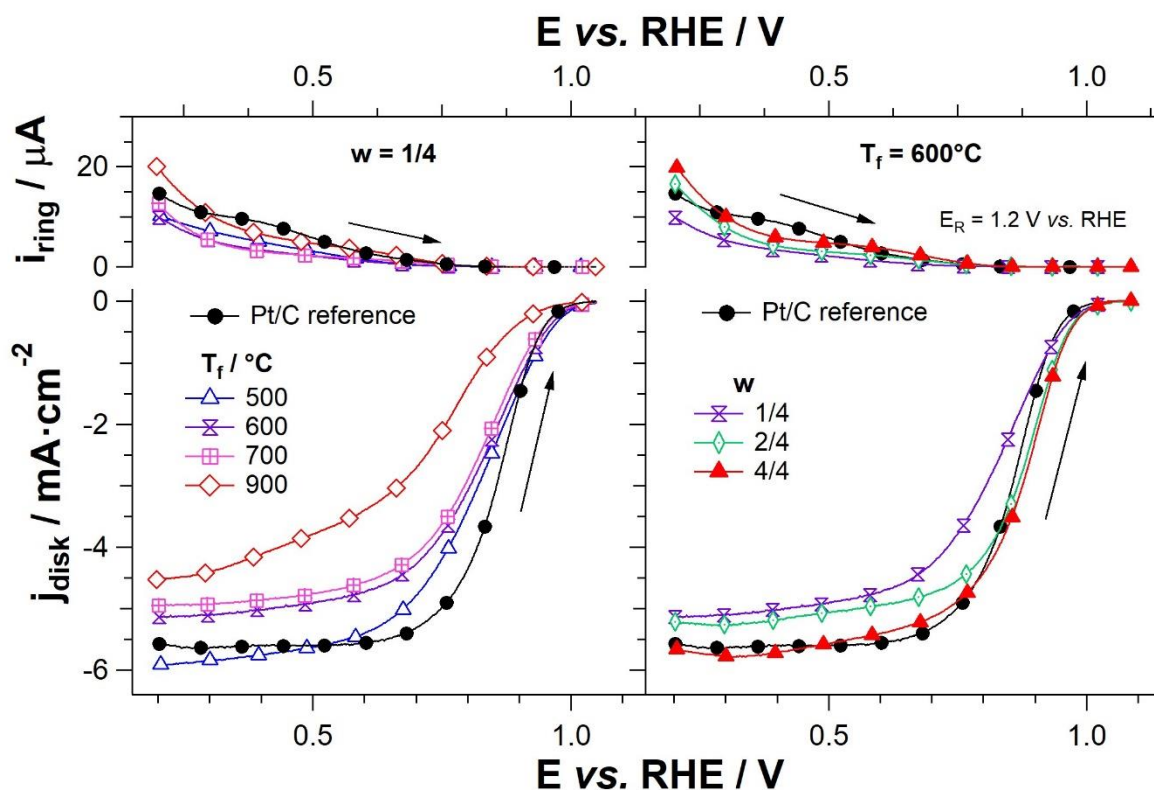 E vs. RHE / V
0.5 1.0 0.5 1.0
i_ring / μA
20
0
w = 1/4
T_f = 600°C
E_R = 1.2 V vs. RHE
j_disk / mA·cm⁻²
0
-2
-4
-6
Pt/C reference
T_f / °C
500
600
700
900
Pt/C reference
w
1/4
2/4
4/4
0.5 1.0 0.5 1.0
E vs. RHE / V